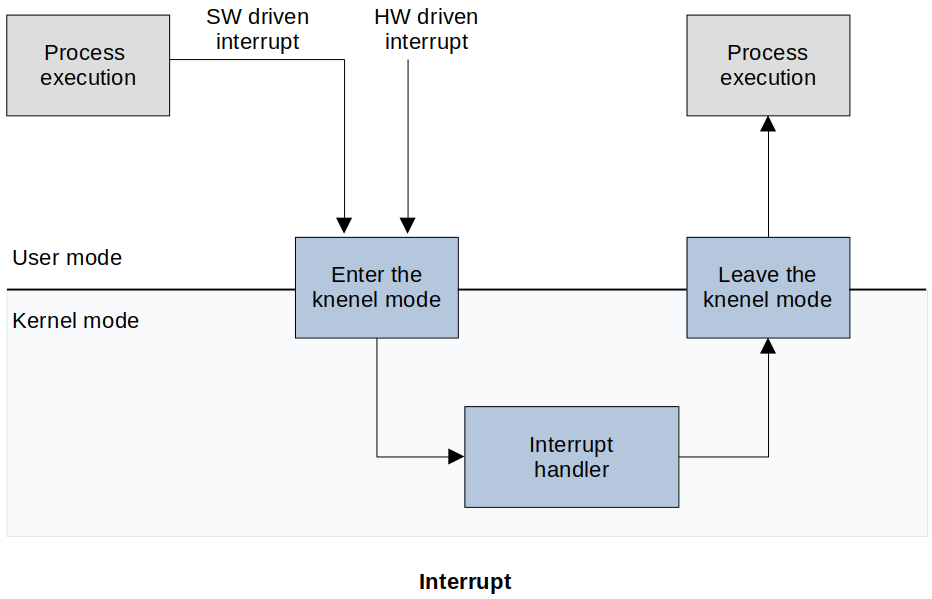 Process
execution
SW driven
interrupt
HW driven
interrupt
Process
execution
User mode
Kernel mode
Enter the
knenel mode
Leave the
knenel mode
Interrupt
handler
Interrupt